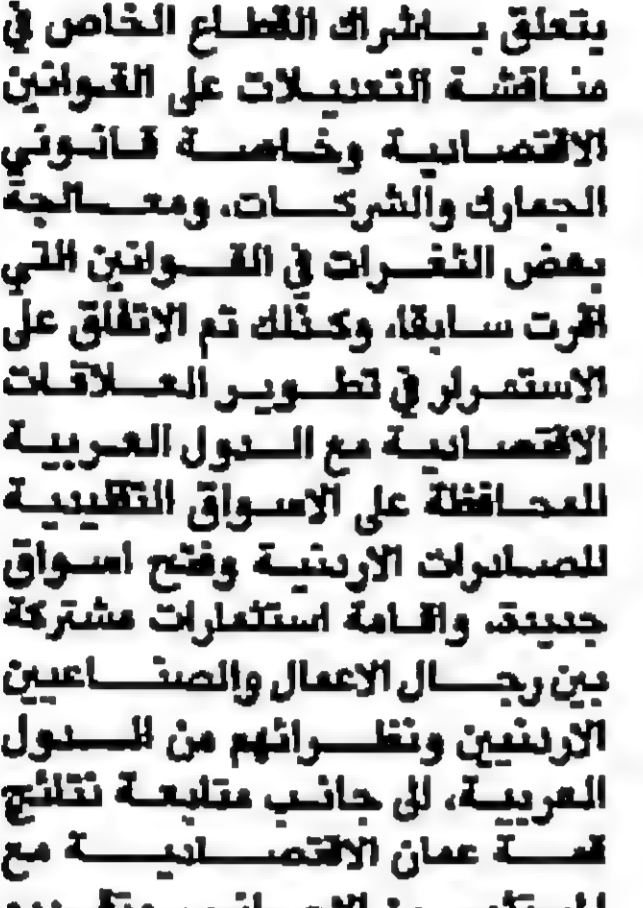 يتعلق بـاشراك القطاع الخاص في
مناقشة التعديلات على القوانين
الاقتصادية وخاصة قانوني
الجمارك والشركات، ومعالجة
بعض الثغرات في القوانين التي
اقرت سابقا، وكذلك تم الاتفاق على
الاستمرار في تطوير العلاقات
الاقتصادية مع الدول العربية
للمحافظة على الاسواق التقليدية
للصادرات الاردنية وفتح اسواق
جديدة، واقامة استثمارات مشتركة
بين رجال الاعمال والصناعيين
الاردنيين ونظرائهم من الدول
العربية، الى جانب متابعة نتائج
قمة عمان الاقتصادية مع